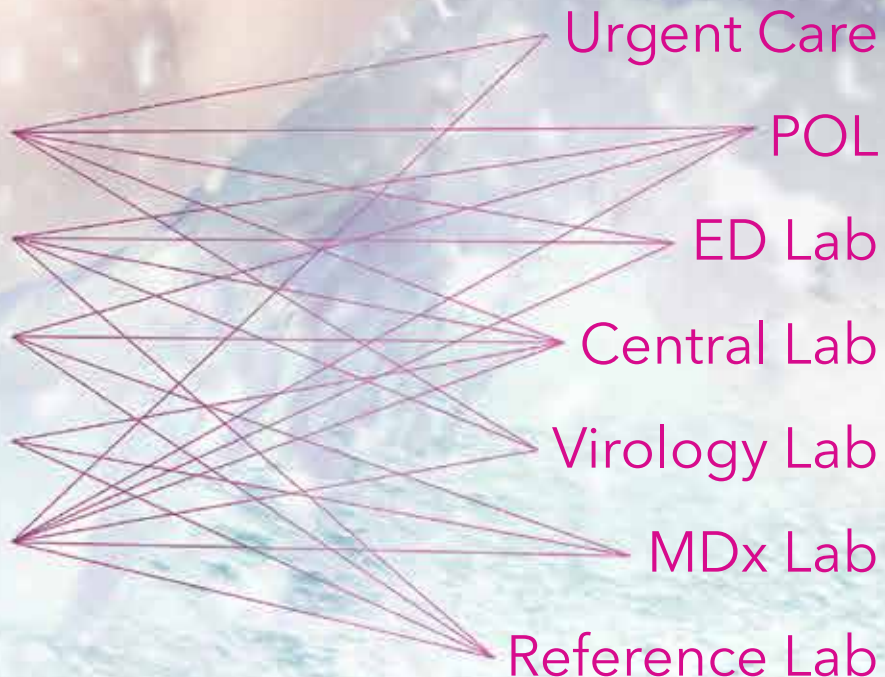 Urgent Care
POL
ED Lab
Central Lab
Virology Lab
MDx Lab
Reference Lab